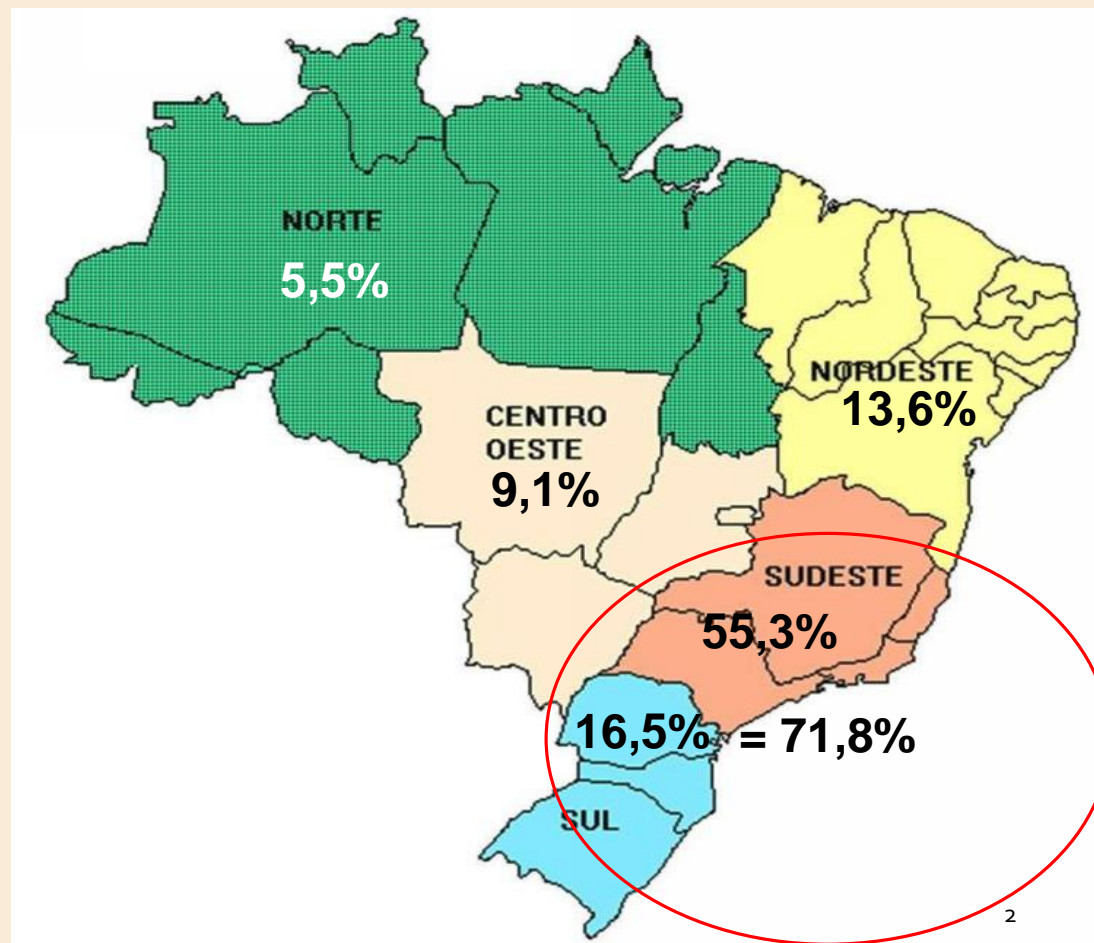 NORTE
5,5%
NORDESTE
13,6%
CENTRO
OESTE
9,1%
SUDESTE
55,3%
16,5% = 71,8%
SUL
2